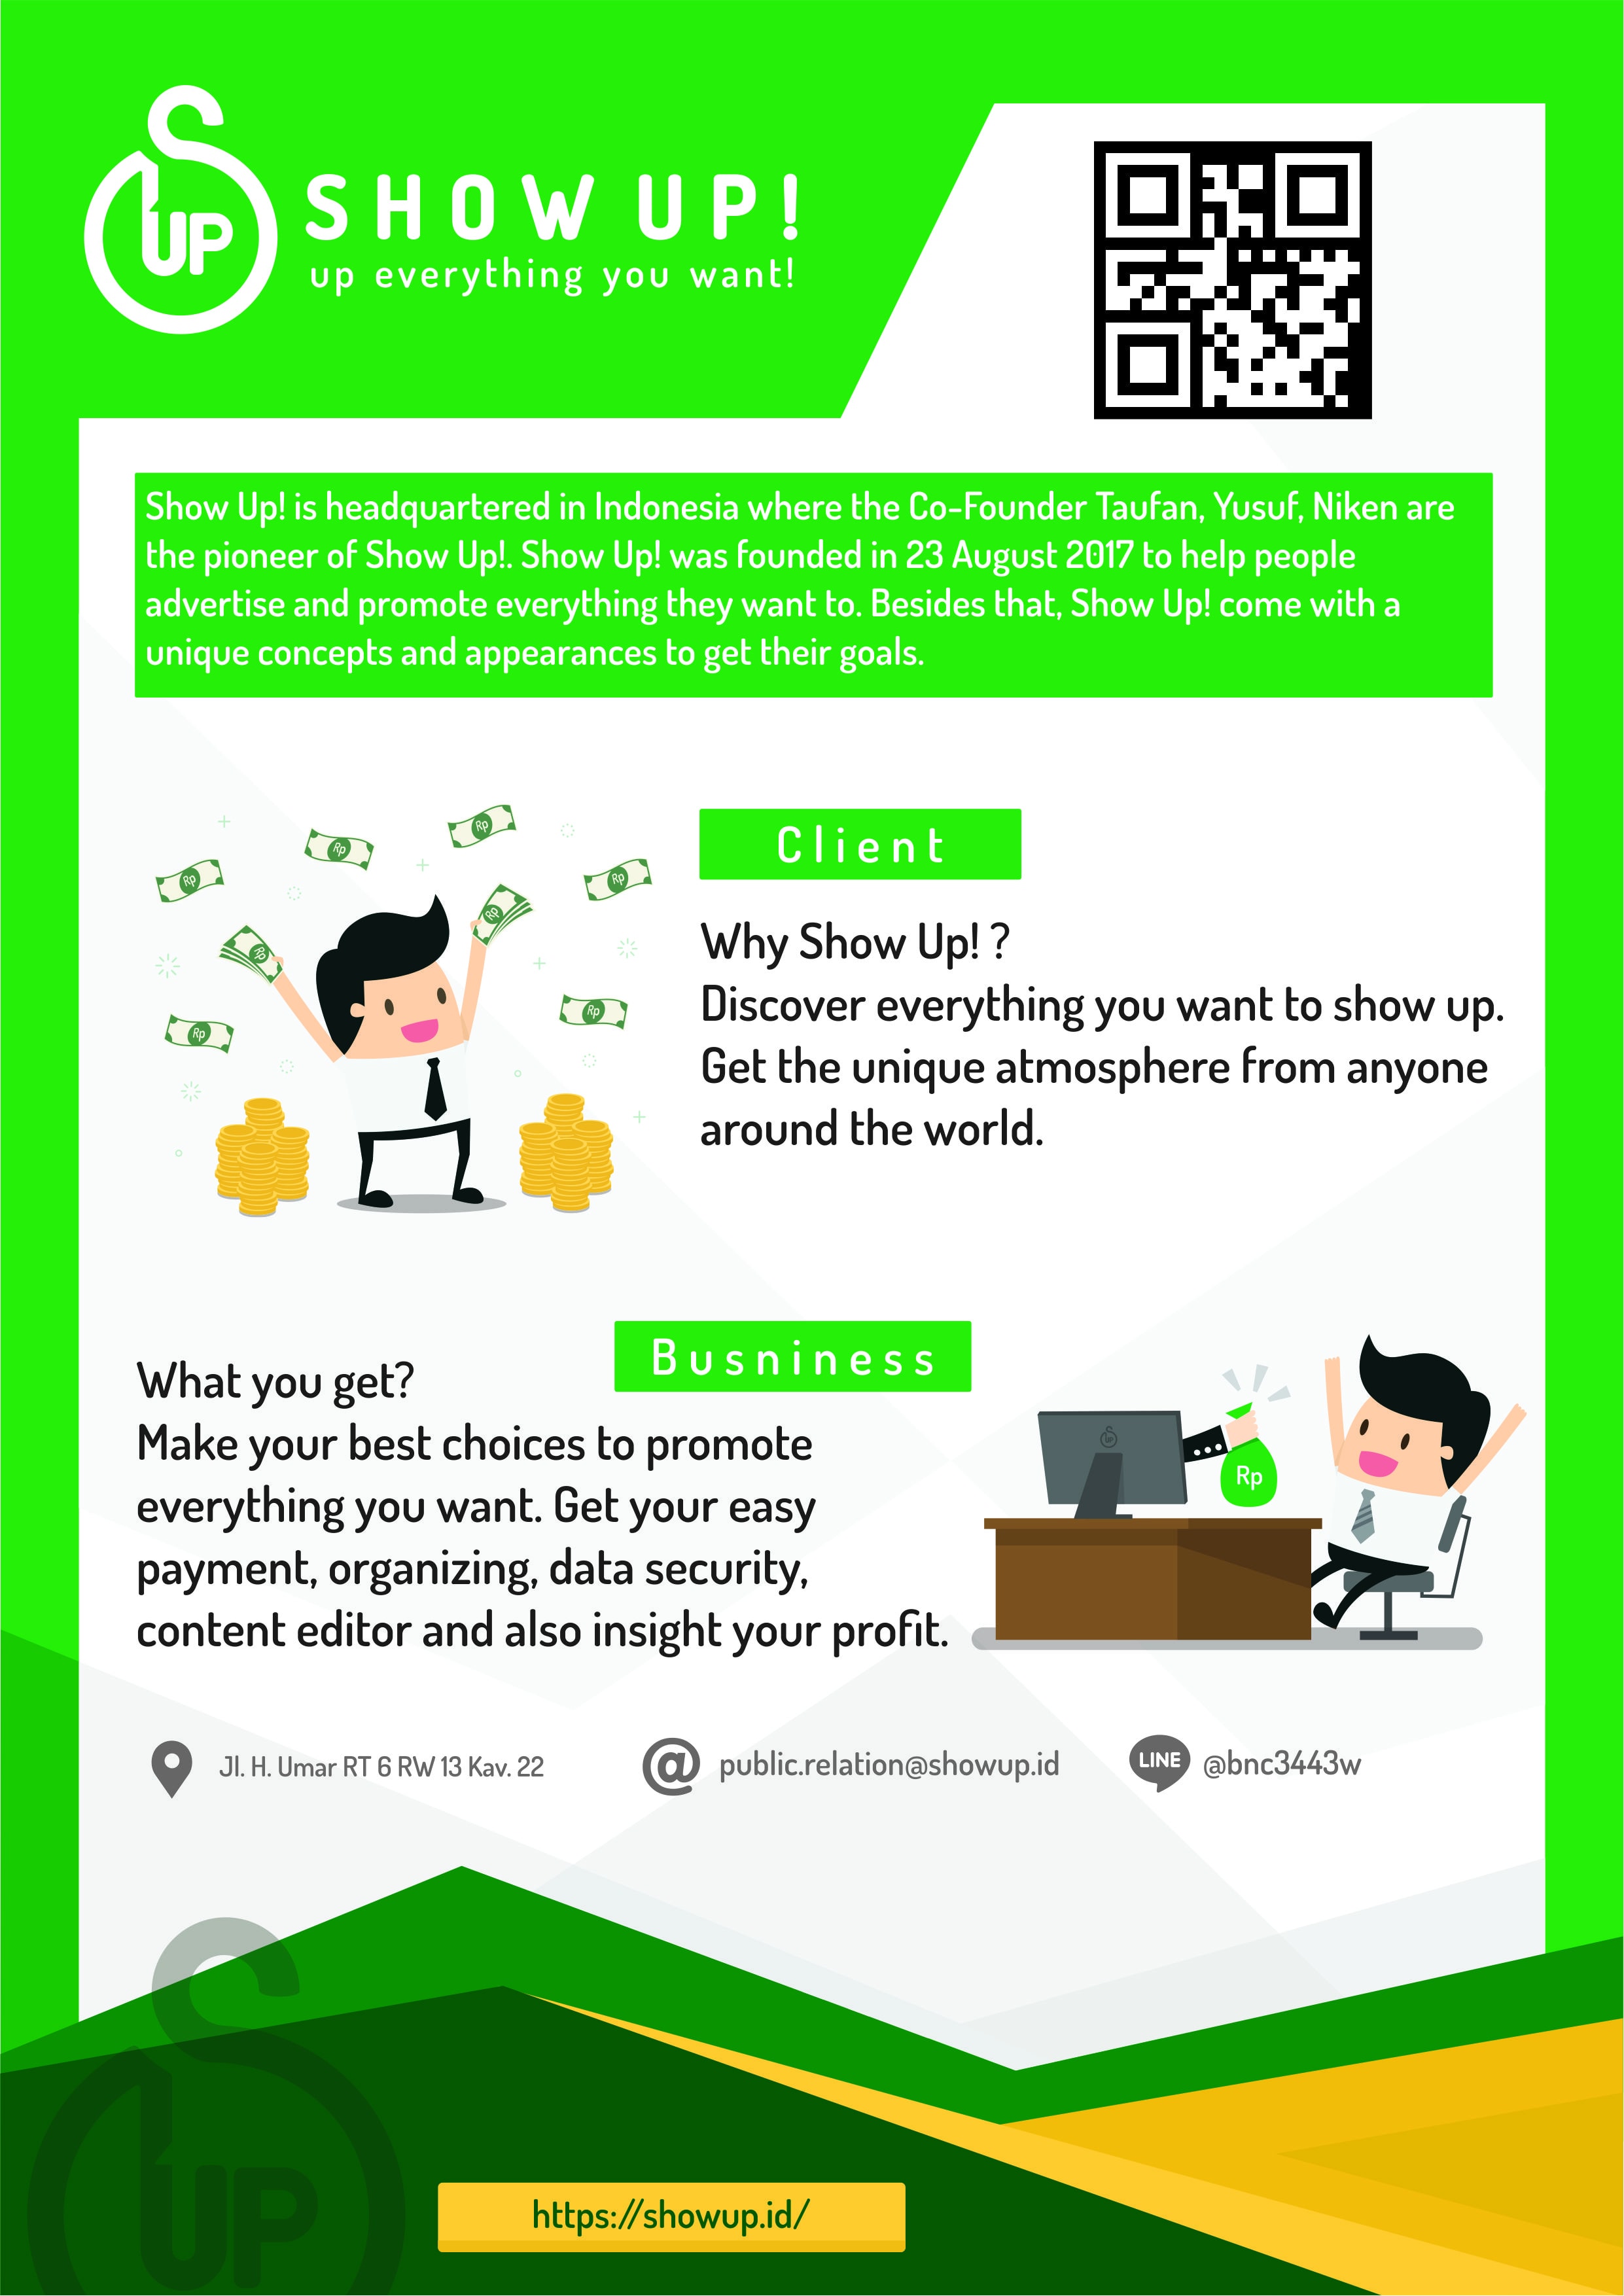 UP
SHOW UP!
up everything you want!
Show Up! is headquartered in Indonesia where the Co-Founder Taufan, Yusuf, Niken are
the pioneer of Show Up!. Show Up! was founded in 23 August 2017 to help people
advertise and promote everything they want to. Besides that, Show Up! come with a
unique concepts and appearances to get their goals.
Rp
Rp
Rp
Rp
Rp
Rp
Rp
Rp
Client
Why Show Up! ?
Discover everything you want to show up.
Get the unique atmosphere from anyone
around the world.
Busniness
What you get?
Make your best choices to promote
everything you want. Get your easy
payment, organizing, data security,
content editor and also insight your profit.
UP
Rp
Jl. H. Umar RT 6 RW 13 Kav. 22
@ public.relation@showup.id
LINE @bnc3443w
UP
https://showup.id/